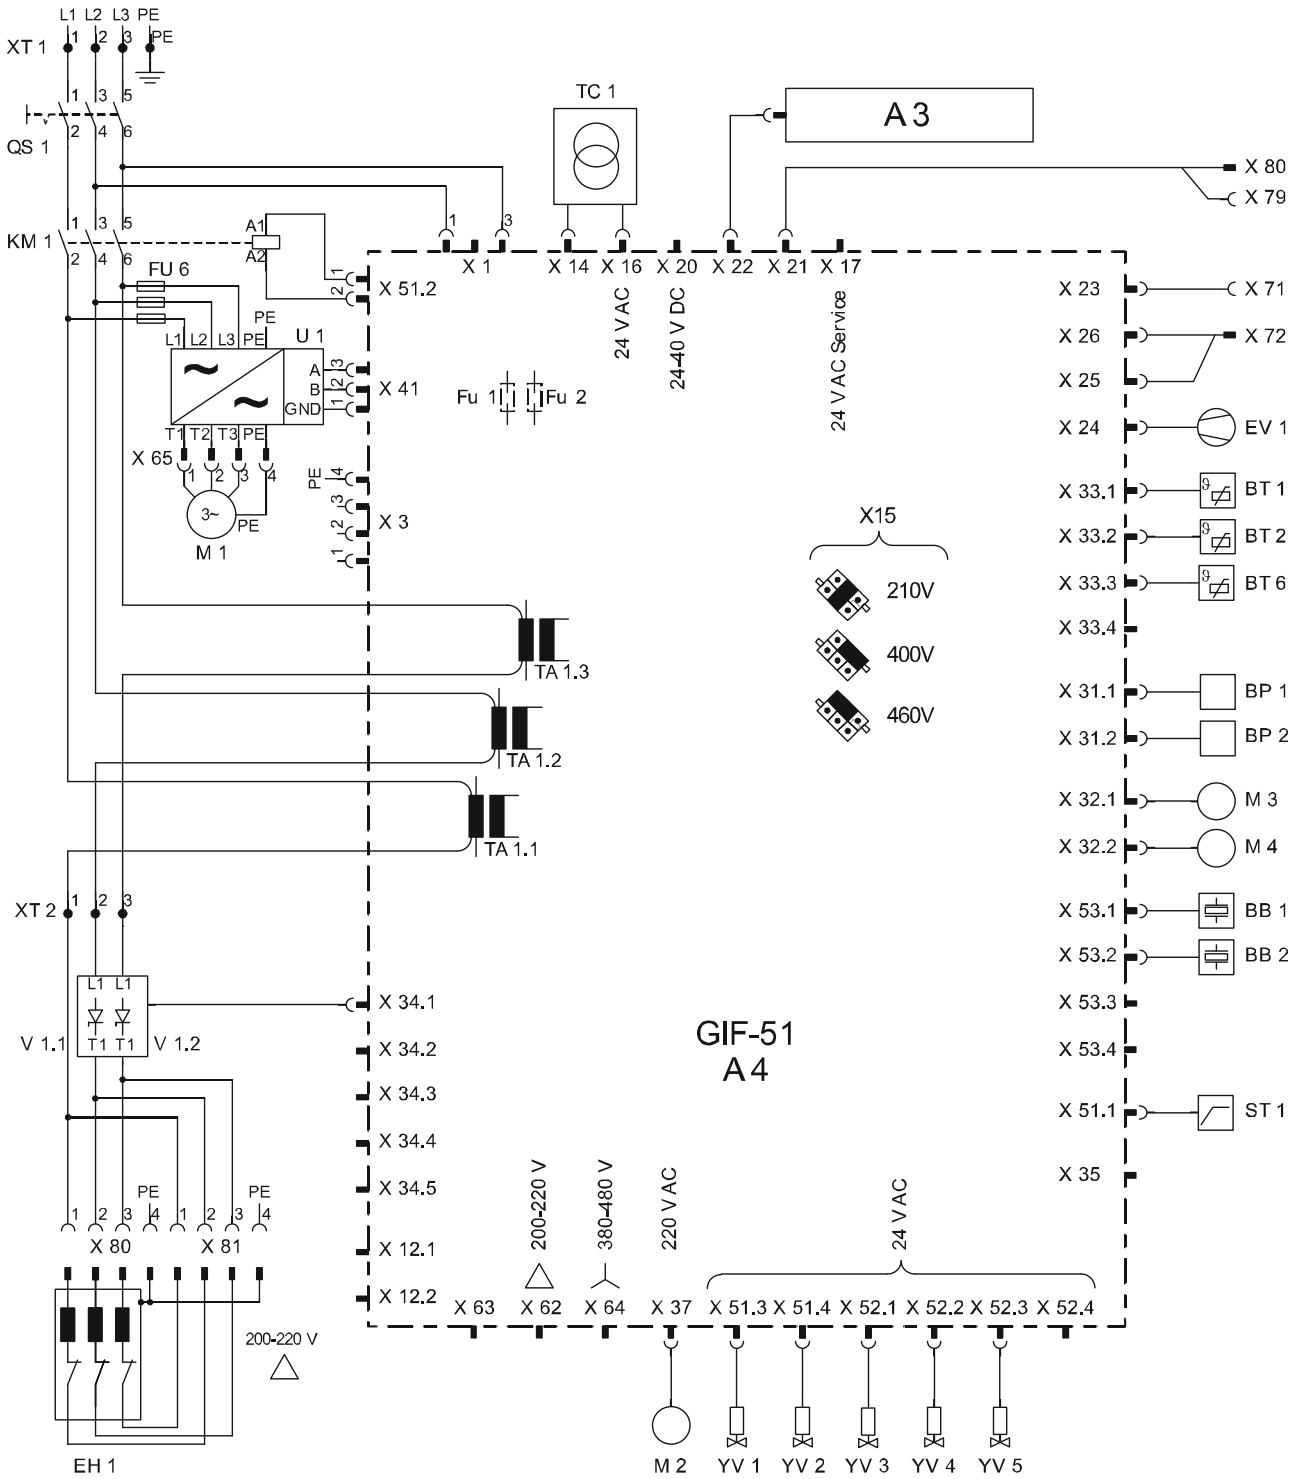 L1 L2 L3 PE
XT 1 1 2 3 PE
TC 1
A 3
1 3 5
QS 1 2 4 6
X 80
X 79
1 3 5 A1 1 3
KM 1 2 4 6 A2
X 1 X 14 X 16 X 20 X 22 X 21 X 17
24 V AC
24-40 V DC
24 V AC Service
FU 6
1
2
X 51.2
X 23 X 71
X 26 X 72
X 25
L1 L2 L3 PE PE U 1
A 3
B 2
GND 1
X 41
Fu 1 Fu 2
X 24 EV 1
T1 T2 T3 PE
X 65 1 2 3 4
3~ PE
M 1
PE 4
3
2
1
X 3
X 33.1 BT 1
X 33.2 BT 2
X 33.3 BT 6
X 33.4
ϑ
ϑ
ϑ
X15
210V
400V
460V
TA 1.3
TA 1.2
TA 1.1
X 31.1 BP 1
X 31.2 BP 2
X 32.1 M 3
X 32.2 M 4
XT 2 1 2 3
X 53.1 BB 1
X 53.2 BB 2
X 53.3
X 53.4
L1 L1
T1 T1
V 1.1 V 1.2
X 34.1
X 34.2
X 34.3
X 34.4
X 34.5
GIF-51
A 4
X 51.1 ST 1
X 35
200-220 V
380-480 V
220 V AC
24 V AC
PE PE
1 2 3 4 1 2 3 4
X 80 X 81
X 12.1
X 12.2
X 63 X 62 X 64 X 37 X 51.3 X 51.4 X 52.1 X 52.2 X 52.3 X 52.4
200-220 V
EH 1
M 2 YV 1 YV 2 YV 3 YV 4 YV 5